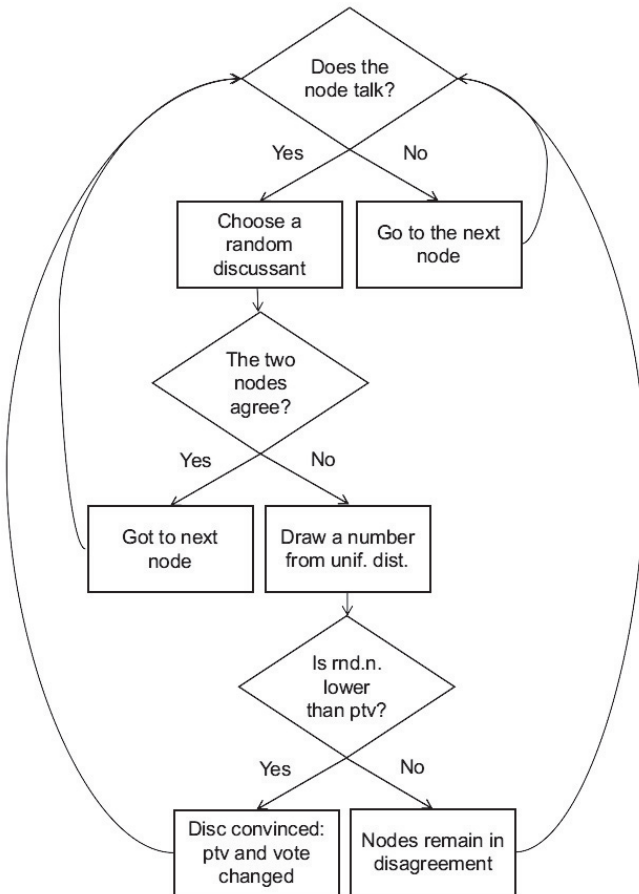 Does the
node talk?
Yes
No
Choose a
random
discussant
Go to the next
node
The two
nodes
agree?
Yes
No
Got to next
node
Draw a number
from unif. dist.
Is rnd.n.
lower
than ptv?
Yes
No
Disc convinced:
ptv and vote
changed
Nodes remain in
disagreement